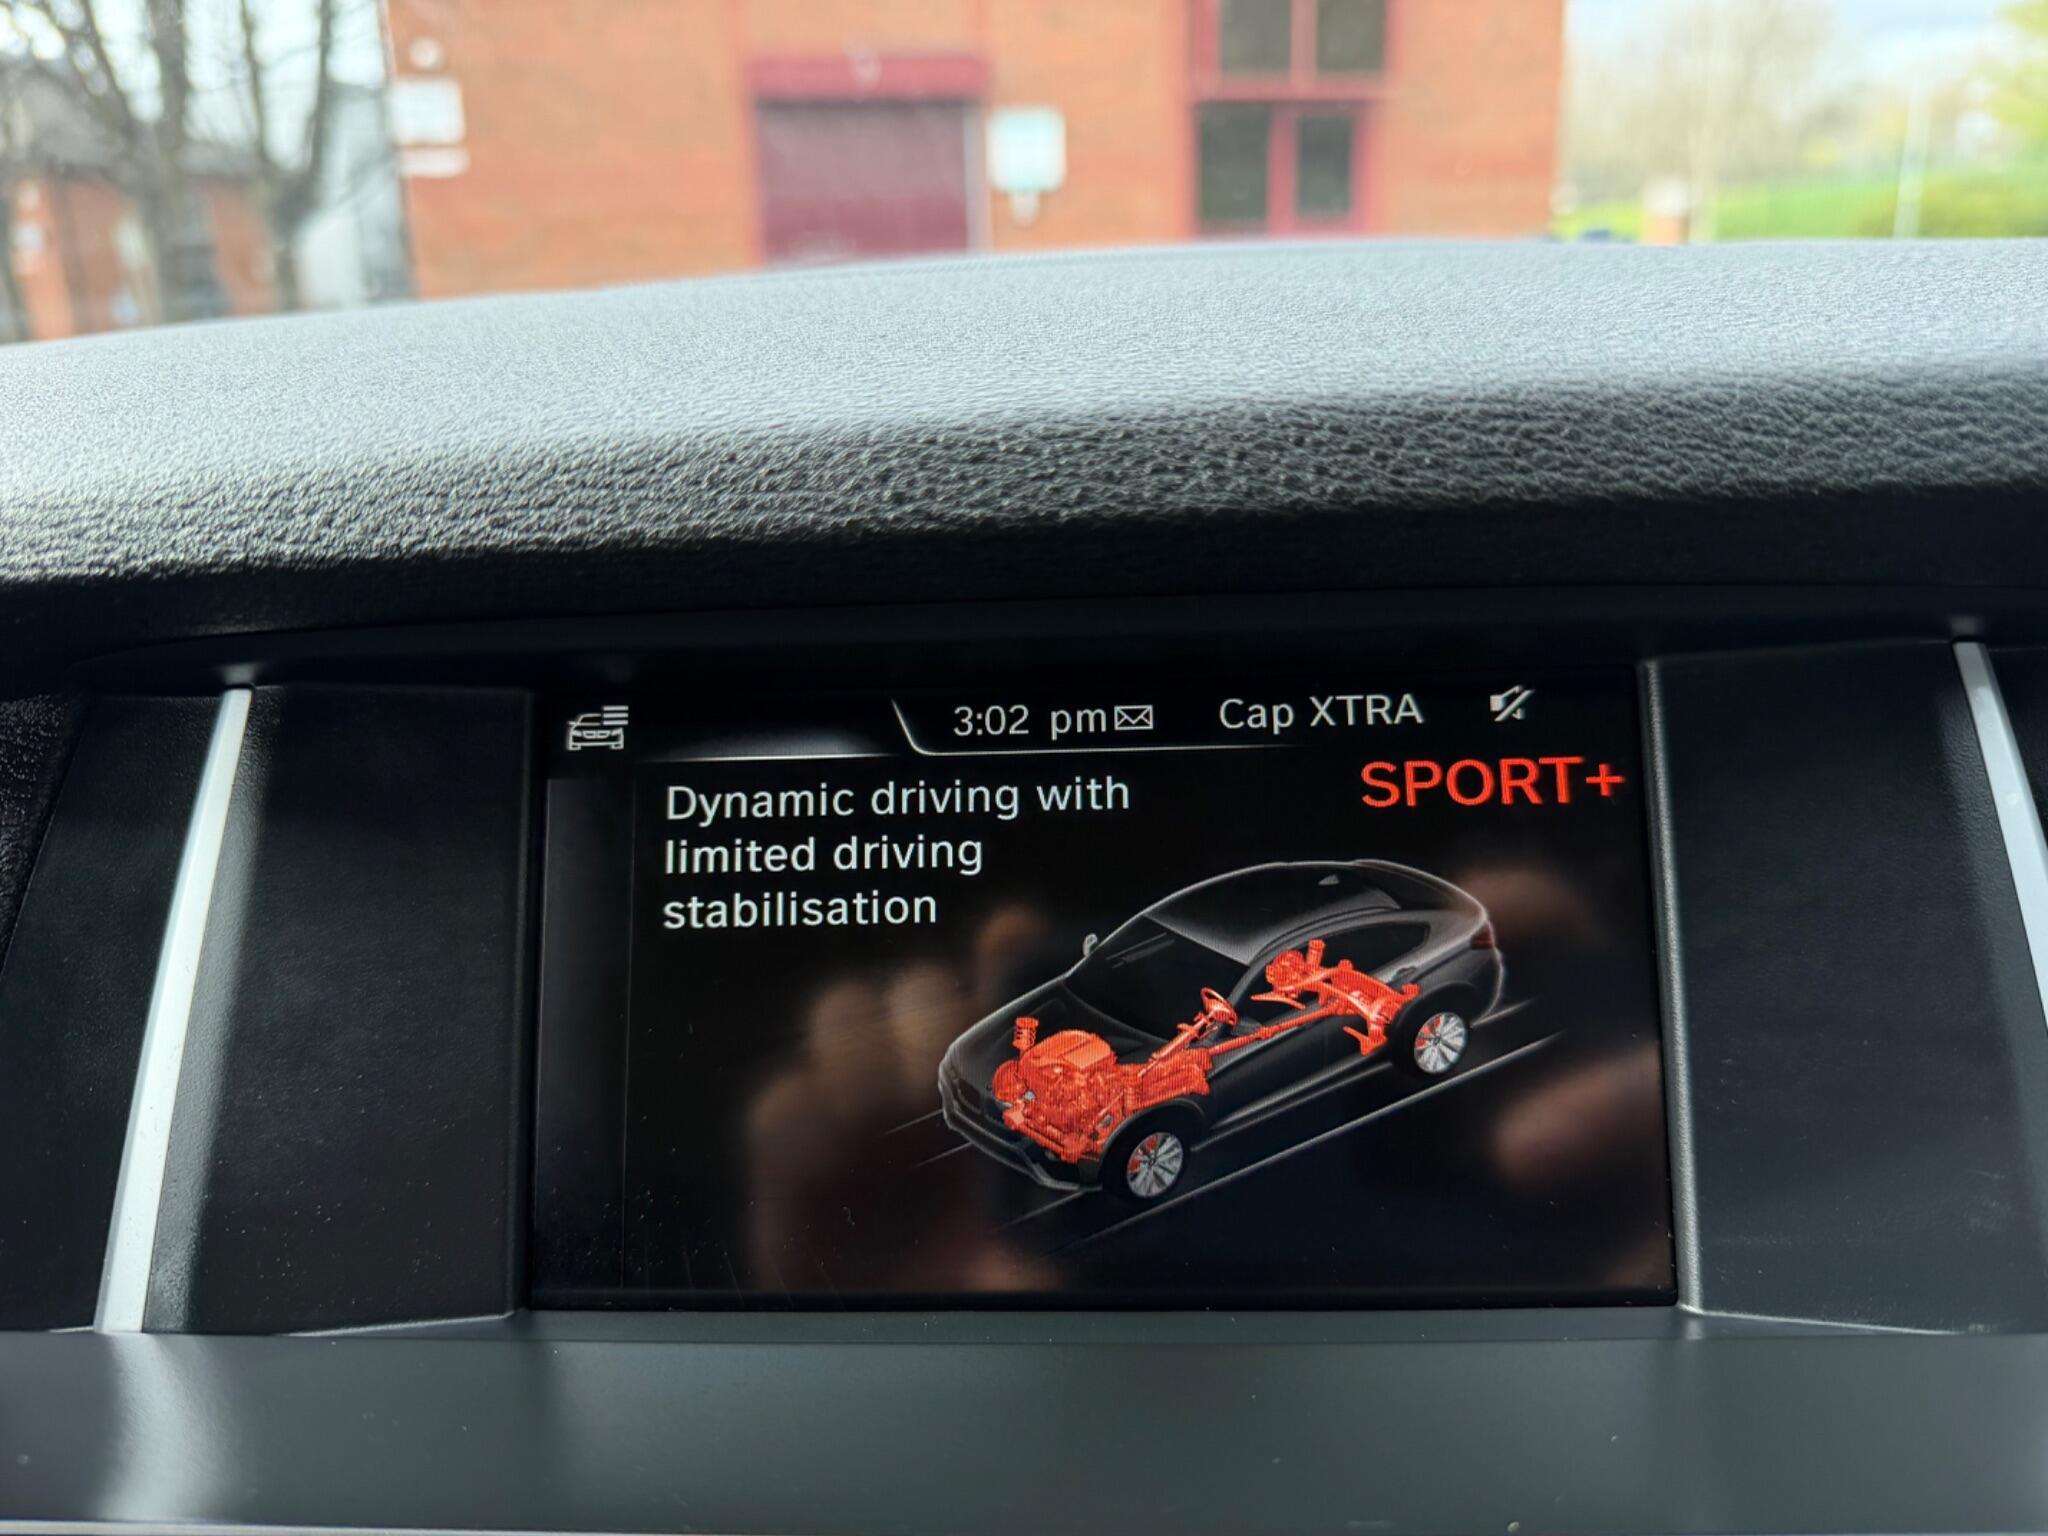 3:02 pm Cap XTRA
SPORT+
Dynamic driving with
limited driving
stabilisation